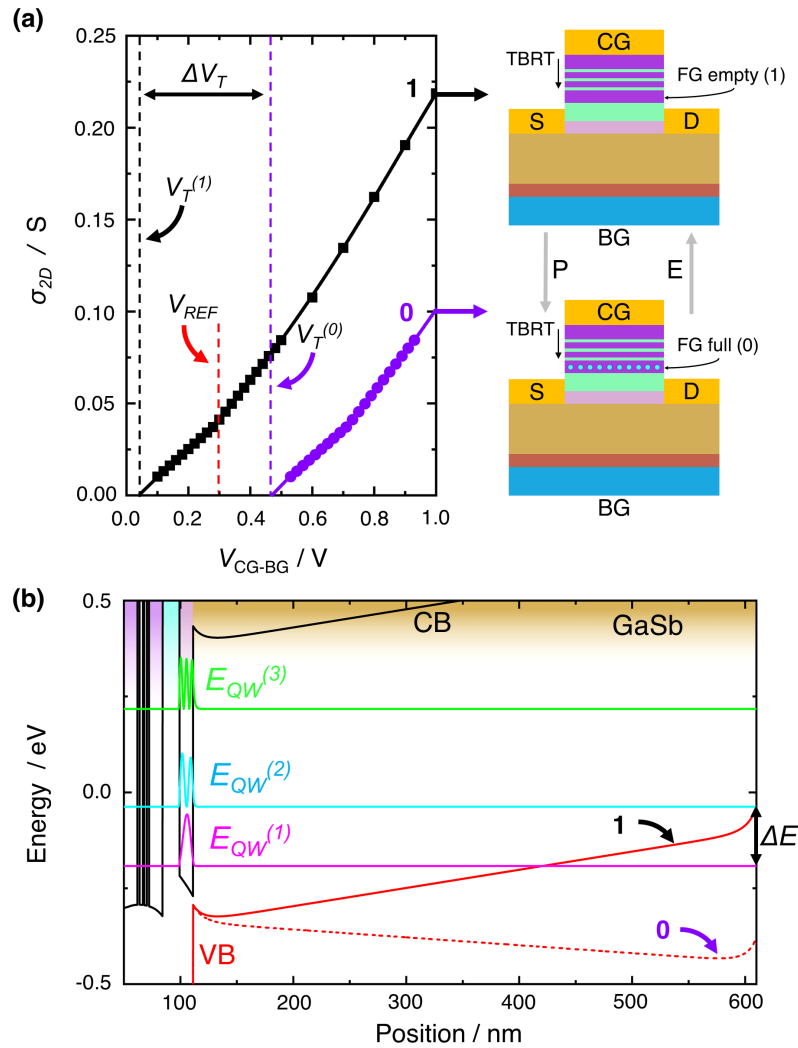 (a)
0.25
0.20
0.15
0.10
0.05
0.00
σ2D / S
0.0 0.2 0.4 0.6 0.8 1.0
VCG-BG / V
ΔVT
VT(1)
VREF
VT(0)
1
0
CG
TBRT
FG empty (1)
S
D
BG
P
E
CG
TBRT
FG full (0)
S
D
BG
(b)
0.5
0.0
-0.5
Energy / eV
CB
GaSb
EQW(3)
EQW(2)
EQW(1)
1
ΔE
0
VB
100 200 300 400 500 600
Position / nm